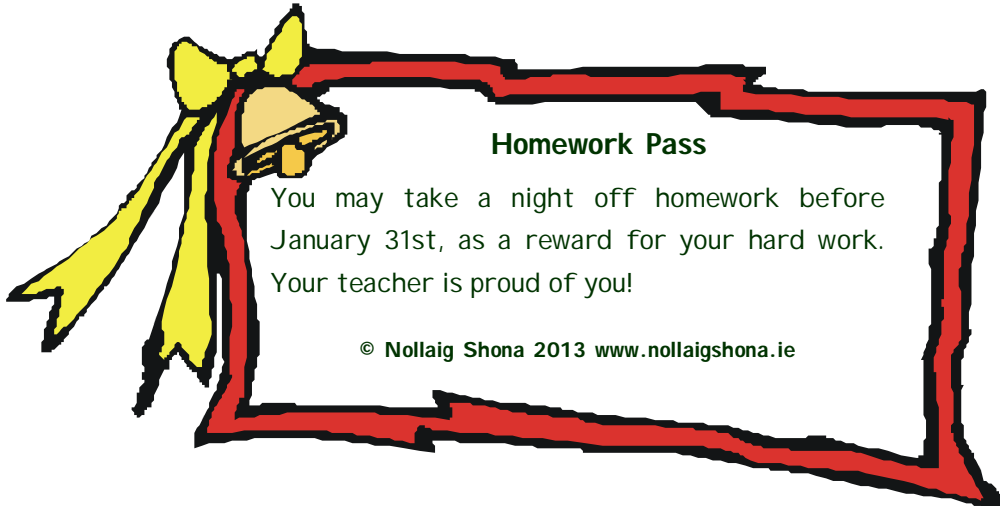 Homework Pass
You may take a night off homework before
January 31st, as a reward for your hard work.
Your teacher is proud of you!
© Nollaig Shona 2013 www.nollaigshona.ie